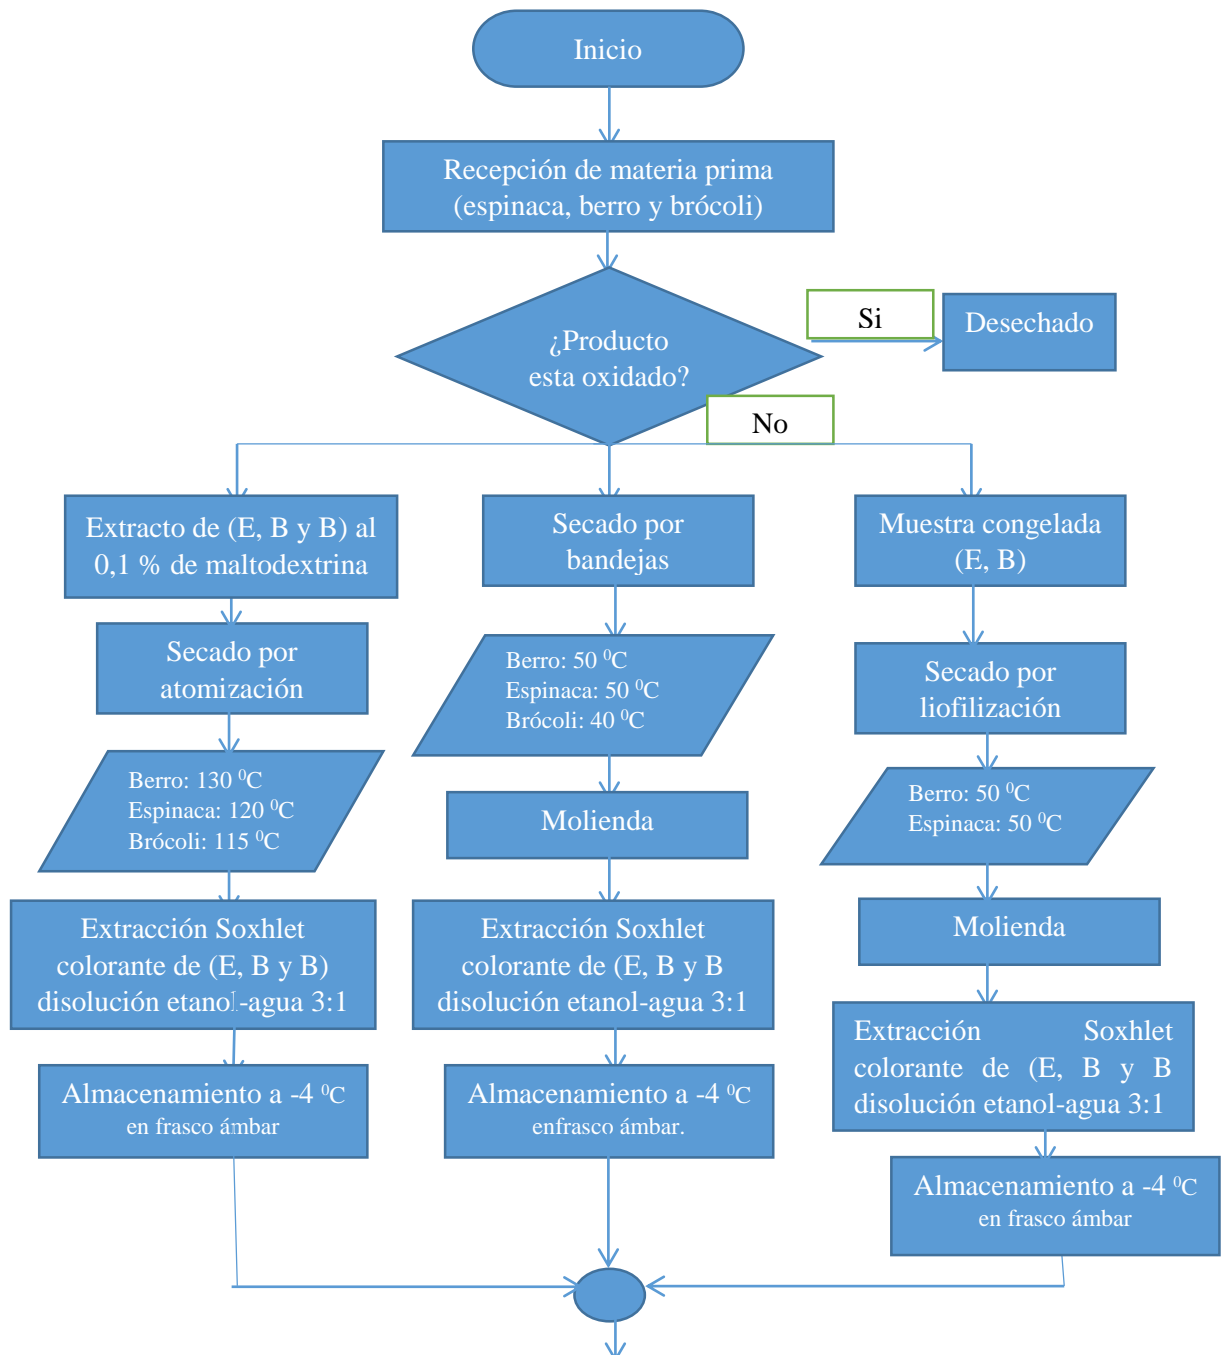 Inicio
Recepción de materia prima
(espinaca, berro y brócoli)
¿Producto
esta oxidado?
Si
Desechado
No
Extracto de (E, B y B) al
0,1 % de maltodextrina
Secado por
atomización
Berro: 130 ⁰C
Espinaca: 120 ⁰C
Brócoli: 115 ⁰C
Extracción Soxhlet
colorante de (E, B y B)
disolución etanol-agua 3:1
Almacenamiento a -4 ⁰C
en frasco ámbar
Secado por
bandejas
Berro: 50 ⁰C
Espinaca: 50 ⁰C
Brócoli: 40 ⁰C
Molienda
Extracción Soxhlet
colorante de (E, B y B
disolución etanol-agua 3:1
Almacenamiento a -4 ⁰C
enfrasco ámbar.
Muestra congelada
(E, B)
Secado por
liofilización
Berro: 50 ⁰C
Espinaca: 50 ⁰C
Molienda
Extracción Soxhlet
colorante de (E, B y B
disolución etanol-agua 3:1
Almacenamiento a -4 ⁰C
en frasco ámbar